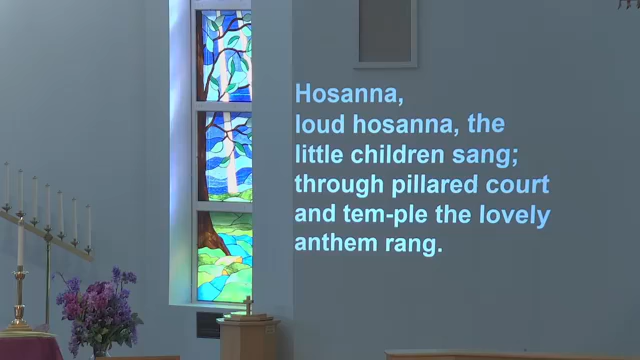 Hosanna,
loud hosanna, the
little children sang;
through pillared court
and tem-ple the lovely
anthem rang.